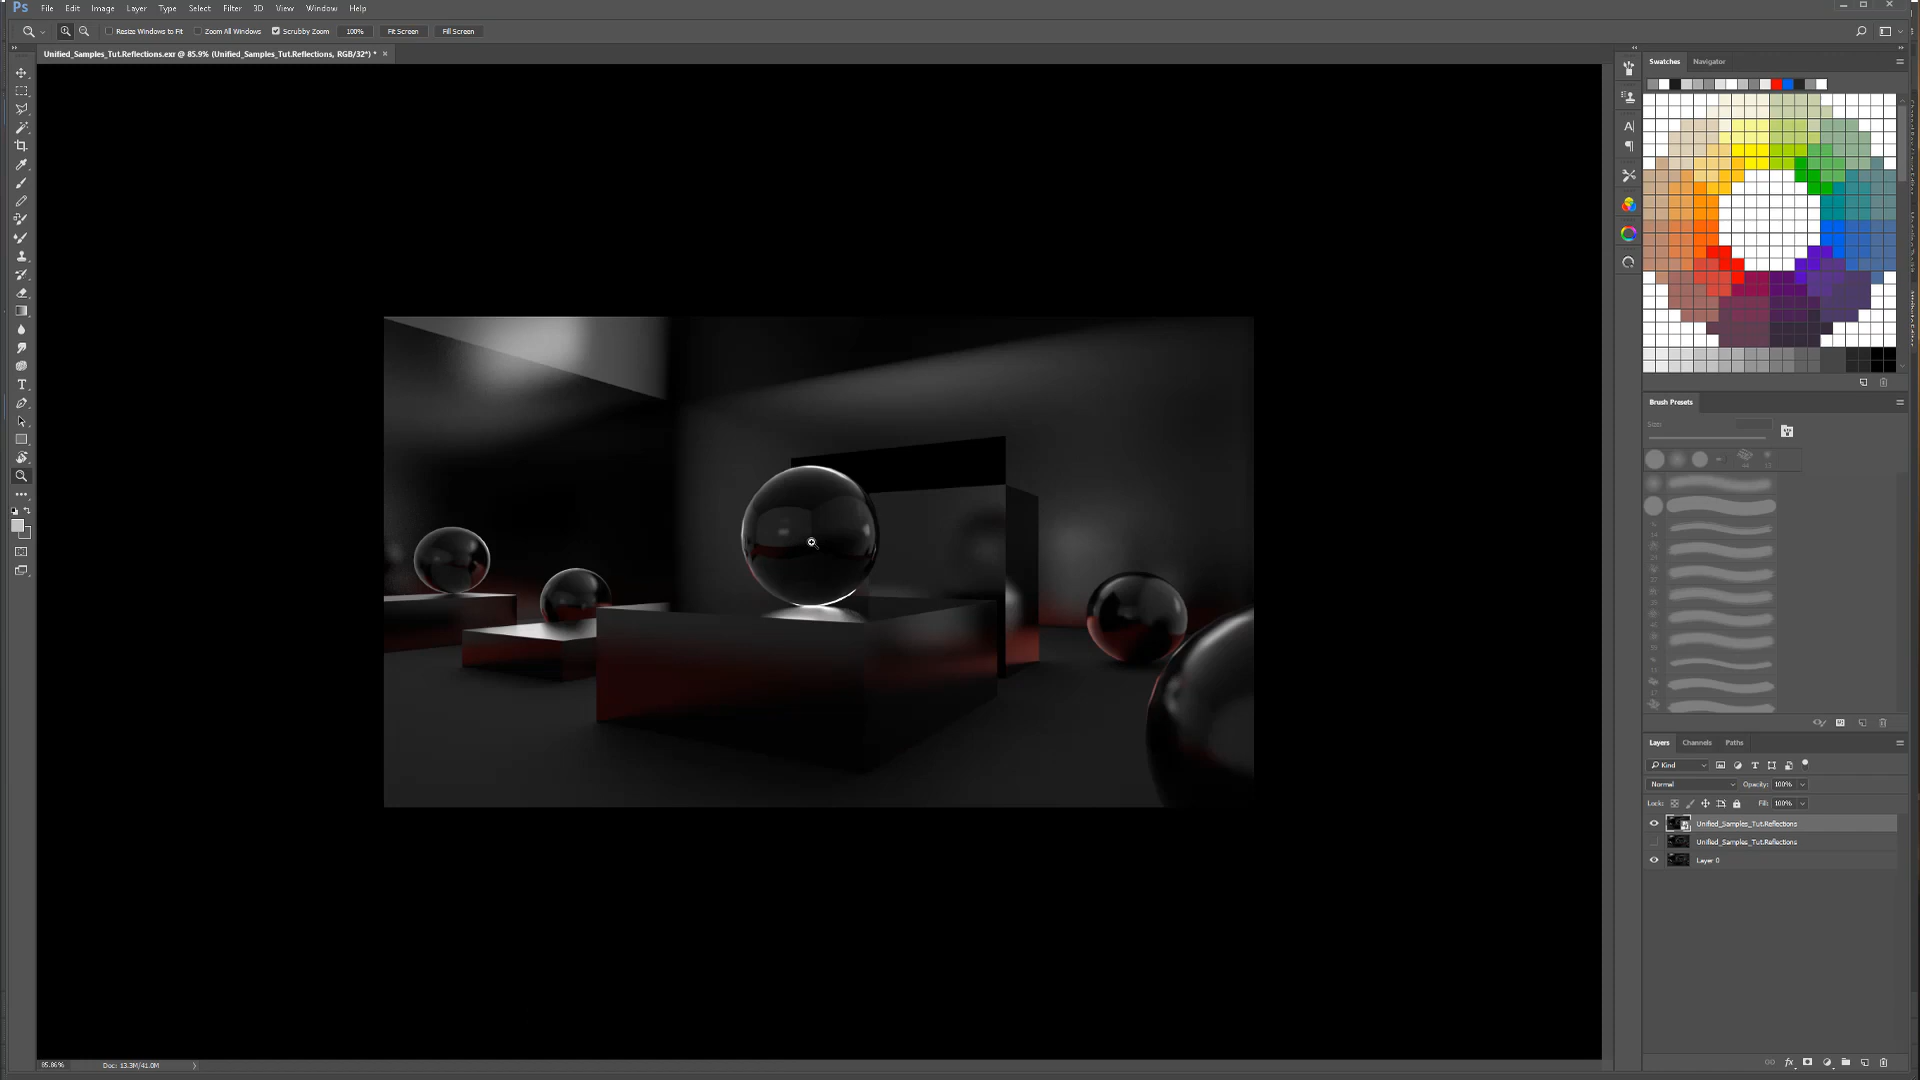 Ps File Edit Image Layer Type Select Filter 3D View Window Help
Resize Windows to Fit Zoom All Windows Scrubby Zoom 100% Fit Screen Fill Screen
Unified_Samples_Tut.Reflections.exr @ 85.9% (Unified_Samples_Tut.Reflections, RGB/32*) * ×
Swatches Navigator
Brush Presets
Size:
Layers Channels Paths
Kind
Normal Opacity: 100%
Lock: Fill: 100%
Unified_Samples_Tut.Reflections
Unified_Samples_Tut.Reflections
Layer 0
fx
85.86% Doc: 13.3M/41.0M